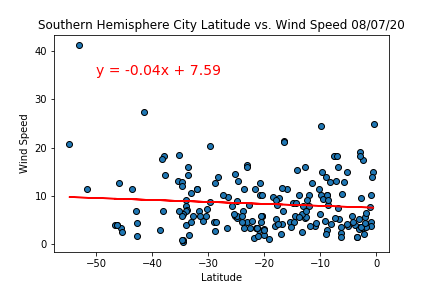 Southern Hemisphere City Latitude vs. Wind Speed 08/07/20
y = -0.04x + 7.59
Wind Speed
40
30
20
10
0
−50
−40
−30
−20
−10
0
Latitude